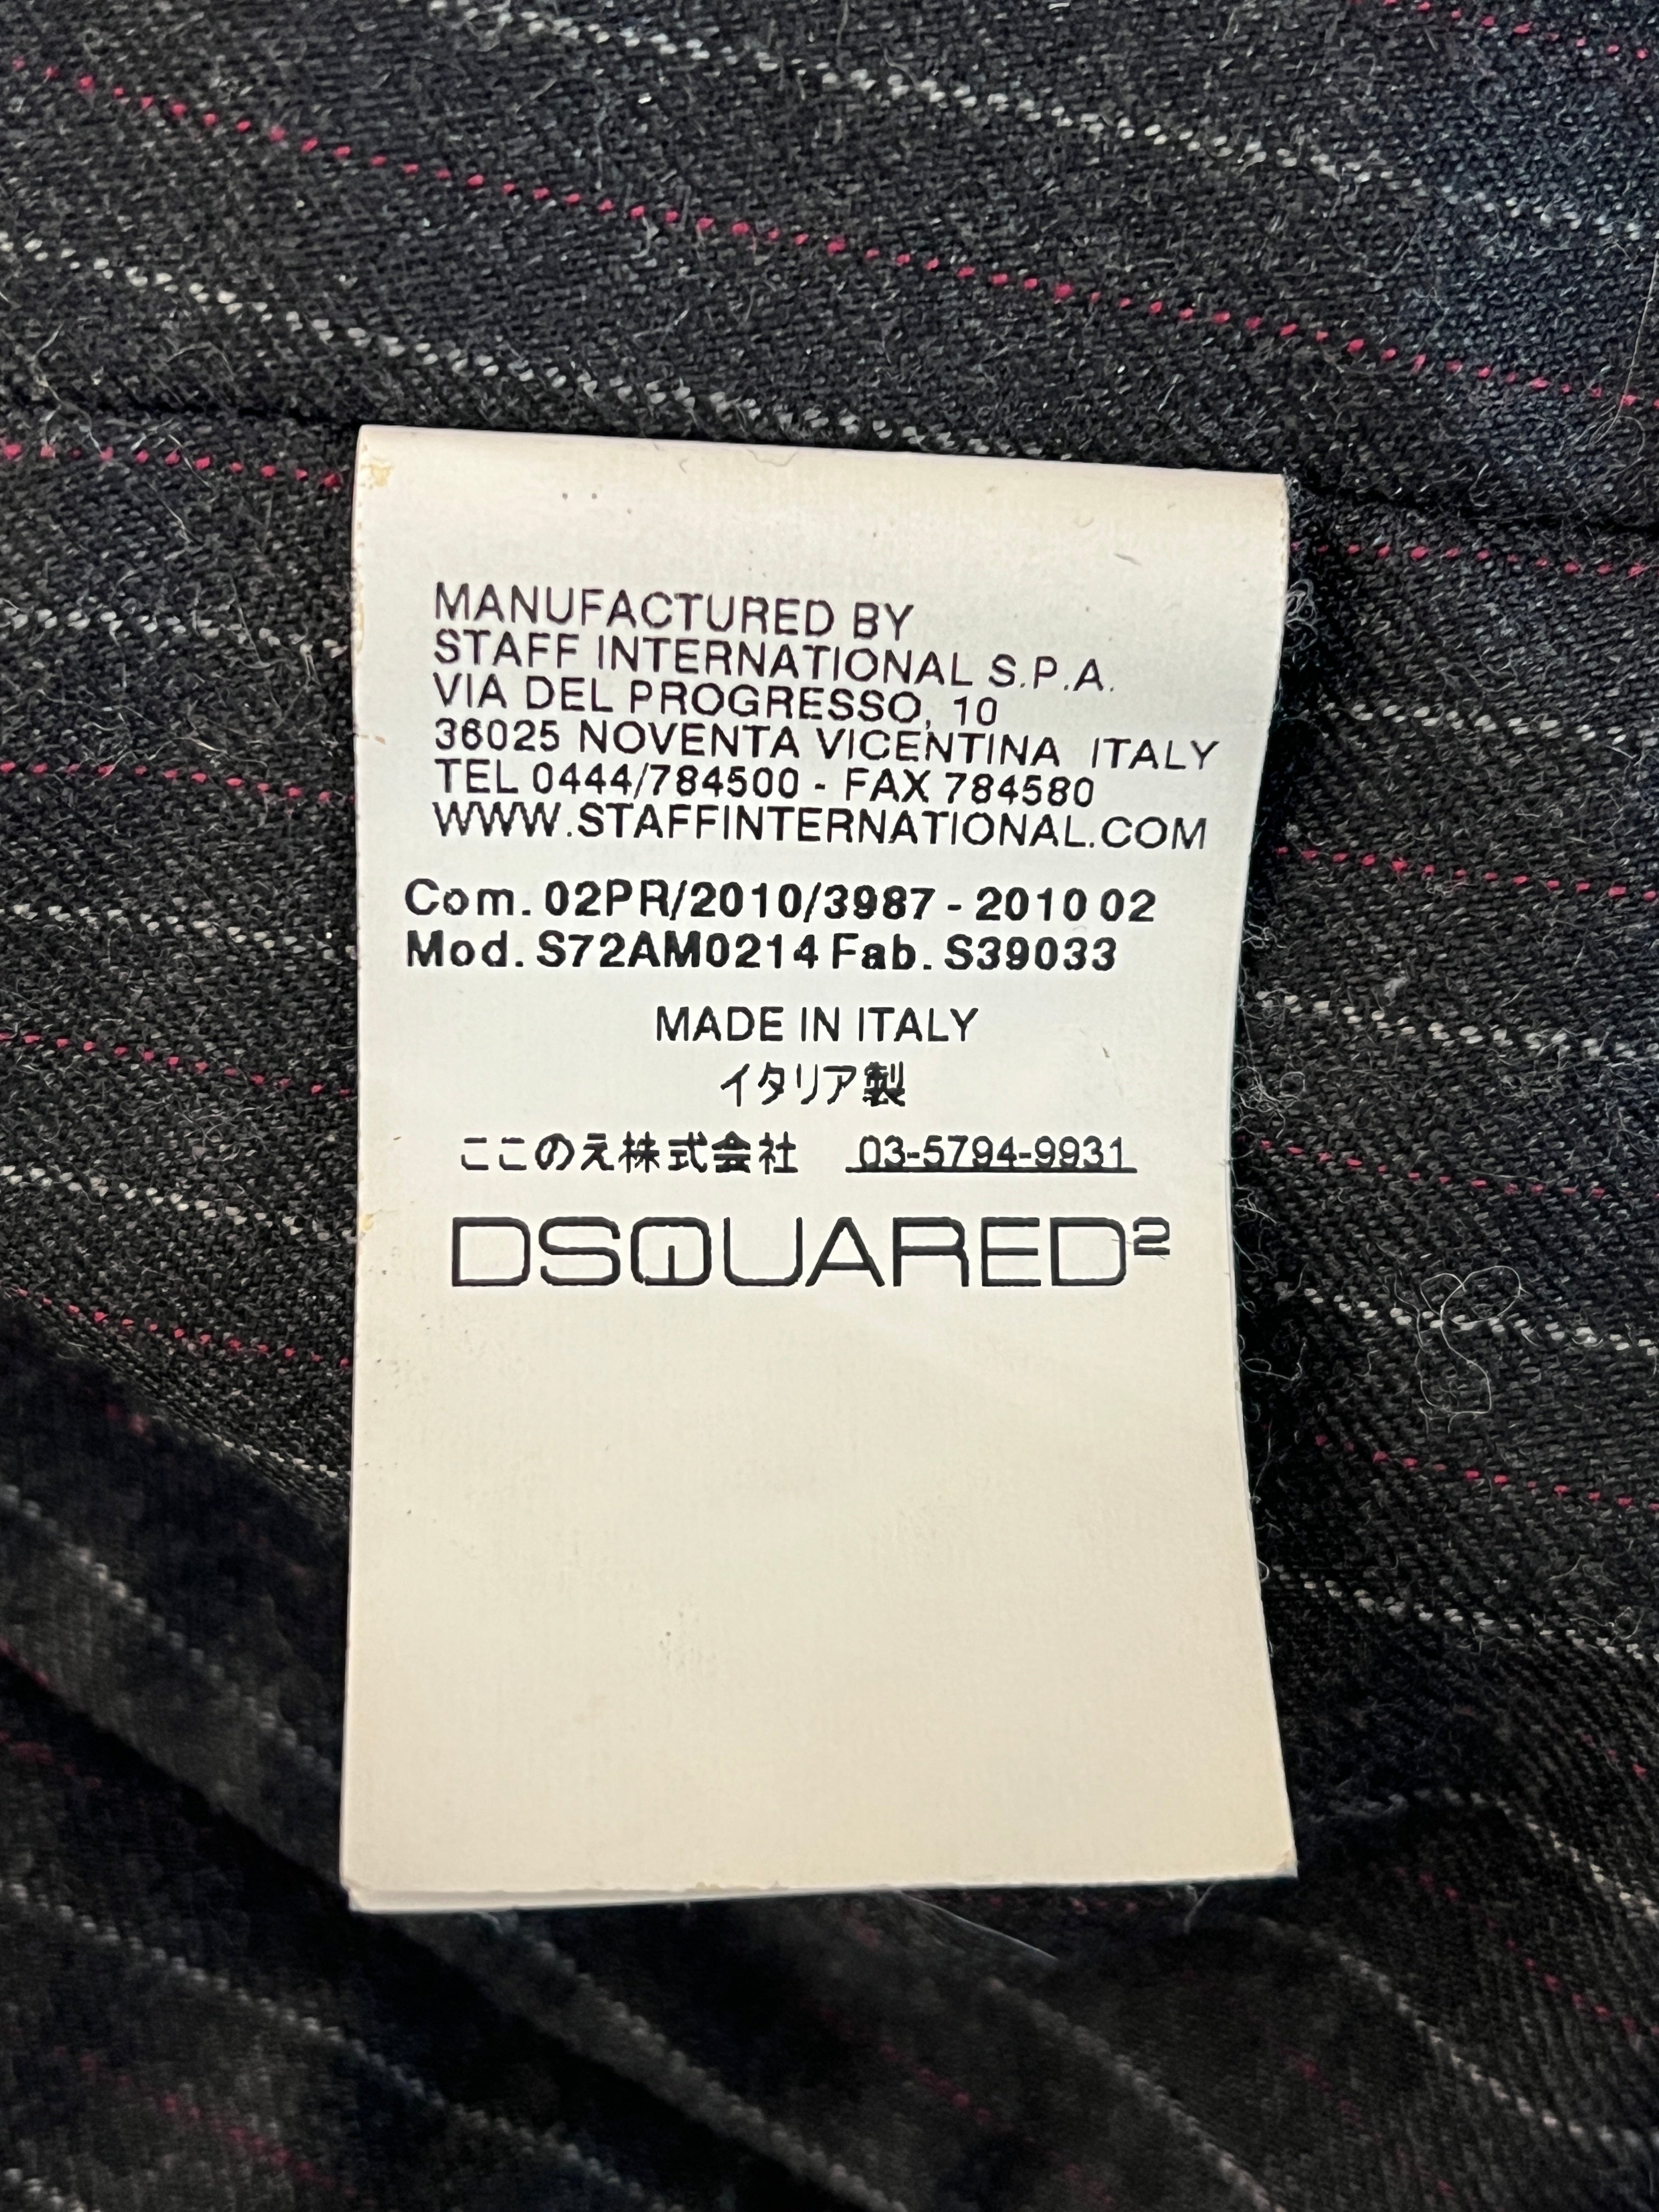 MANUFACTURED BY
STAFF INTERNATIONAL S.P.A.
VIA DEL PROGRESSO, 10
36025 NOVENTA VICENTINA ITALY
TEL 0444/784500 - FAX 784580
WWW.STAFFINTERNATIONAL.COM
Com. 02PR/2010/3987 - 2010 02
Mod. S72AM0214 Fab. S39033
MADE IN ITALY
イタリア製
ここのえ株式会社 03-5794-9931
DSQUARED²